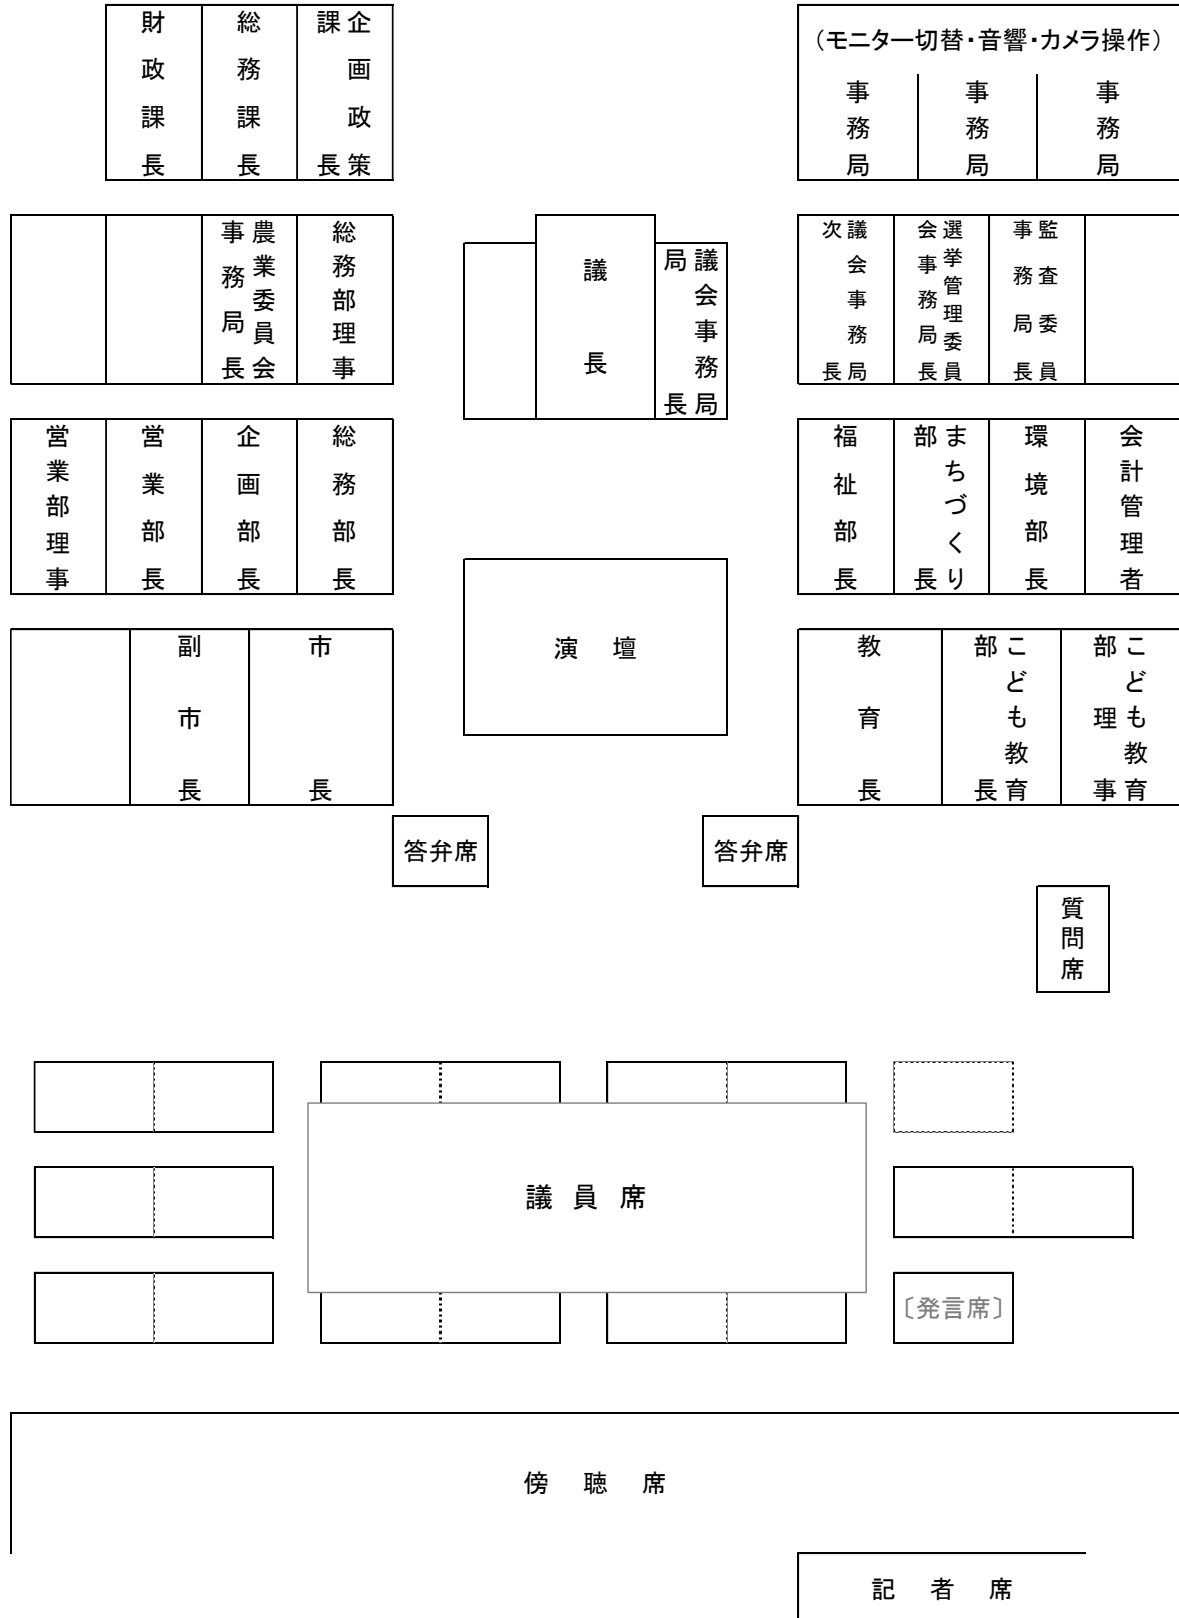 財政課長
総務課長
企画政策課長
（モニター切替・音響・カメラ操作）
事務局
事務局
事務局
農業委員会事務局長
総務部理事
議長
議会事務局長
議会事務局次長
選挙管理委員会事務局長
監査委員事務局長
営業部理事
営業部長
企画部長
総務部長
福祉部長
まちづくり部長
環境部長
会計管理者
副市長
市長
演壇
教育長
こども教育部長
こども教育部理事
答弁席
答弁席
質問席
議員席
〔発言席〕
傍聴席
記者席